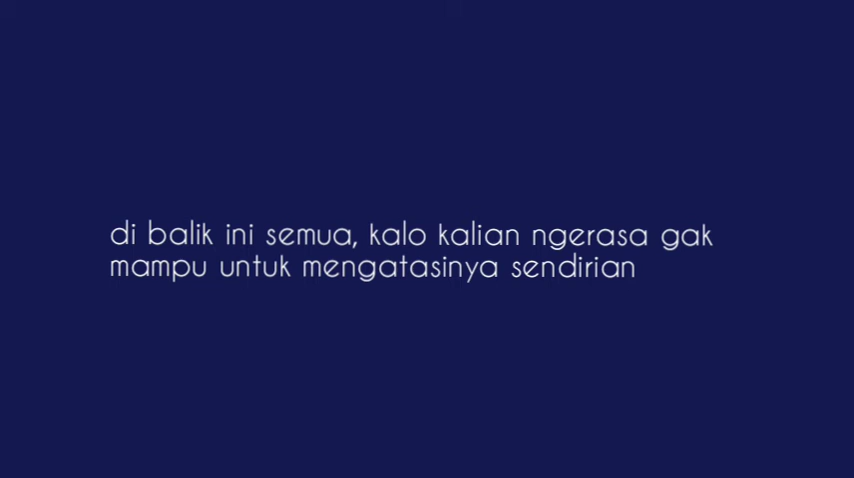 di balik ini semua, kalo kalian ngerasa gak
mampu untuk mengatasinya sendirian